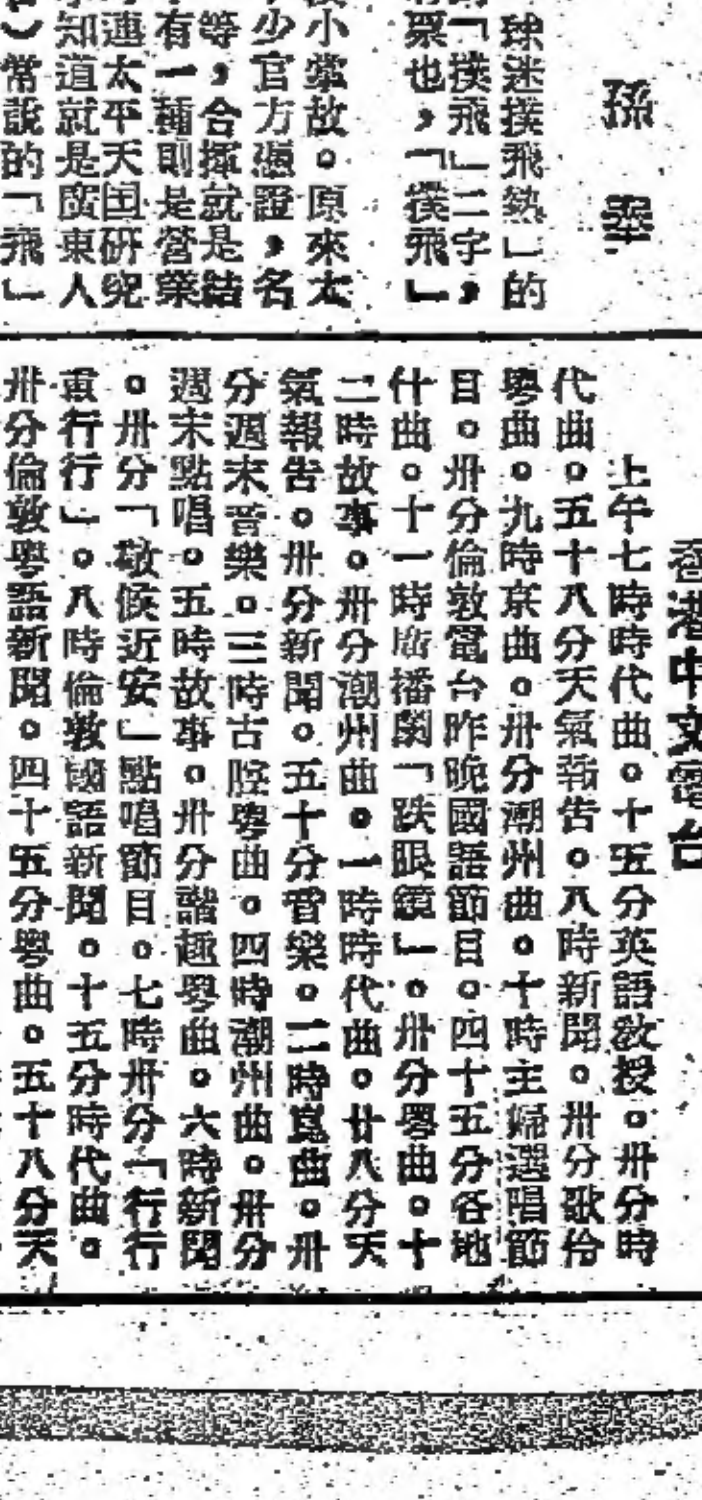 孫
球迷撲飛熱」的
「撲飛」二字,
票也,「撲飛」
小掌故。原來太
少官方憑證,名
等,合揮就是結
有一種則是營業
連太平天囯研究
知道就是廣東人
)常說的「飛」
香港中文電台
上午七時時代曲。十五分英語教授。卅分時
代曲。五十八分天氣報告。八時新聞。卅分歌伶
粵曲。九時京曲。卅分潮州曲。十時主婦選唱節
目。卅分倫敦電台昨晚國語節目。四十五分各地
什曲。十一時廣播劇「跌眼鏡」。卅分粵曲。十
二時故事。卅分潮州曲。一時時代曲。廿八分天
氣報告。卅分新聞。五十分音樂。二時曲。卅
分週末音樂。三時古腔粵曲。四時潮州曲。卅分
週末點唱。五時故事。卅分諧趣粵曲。六時新聞
。卅分「敬候近安」點唱節目。七時卅分「行行
重行行」。八時倫敦國語新聞。十五分時代曲。
卅分倫敦粵語新聞。四十五分粵曲。五十八分天